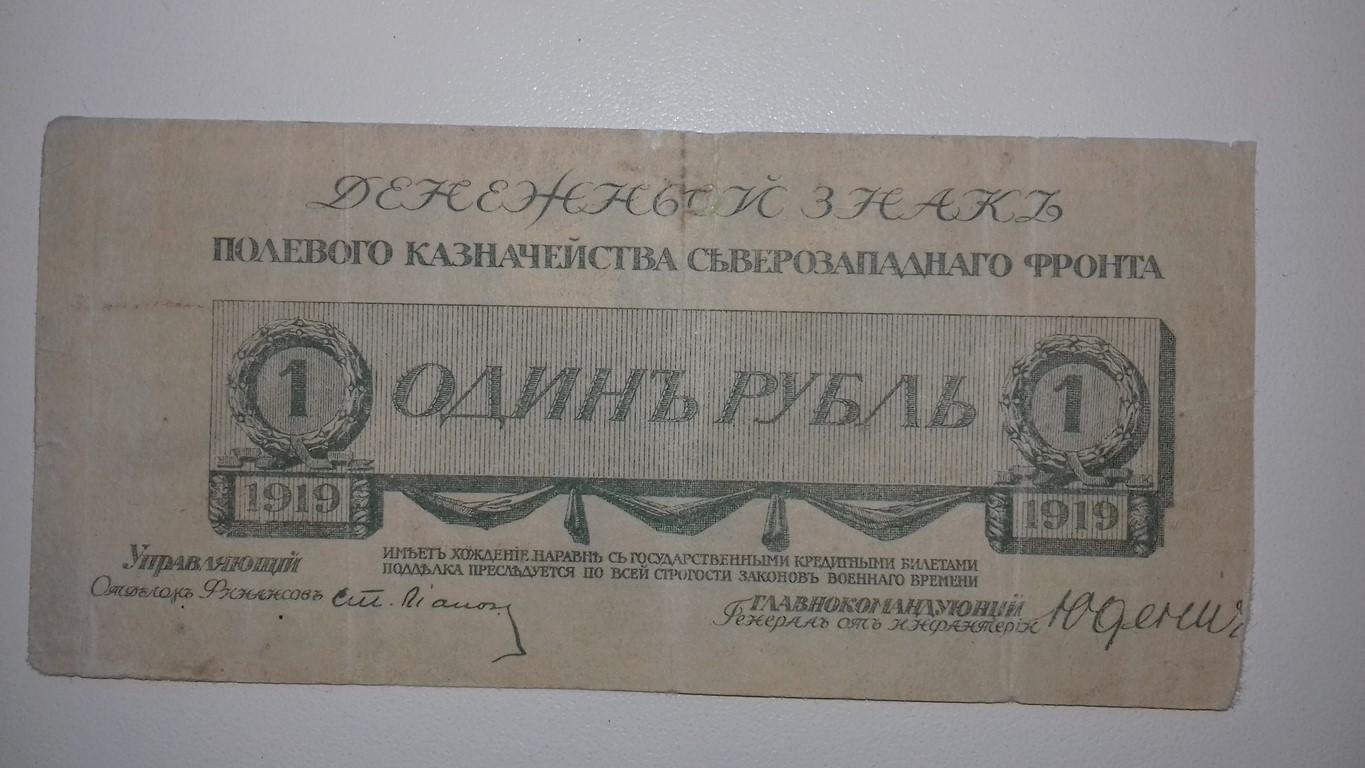 ДЕНЕЖНЫЙ ЗНАКЪ
ПОЛЕВОГО КАЗНАЧЕЙСТВА СѢВЕРОЗАПАДНАГО ФРОНТА
1 ОДИНЪ РУБЛЬ 1
1919 1919
УПРАВЛЯЮЩІЙ
Отдѣломъ Финансовъ
ИМѢЕТЪ ХОЖДЕНІЕ НАРАВНѢ СЪ ГОСУДАРСТВЕННЫМИ КРЕДИТНЫМИ БИЛЕТАМИ
ПОДДѢЛКА ПРЕСЛѢДУЕТСЯ ПО ВСЕЙ СТРОГОСТИ ЗАКОНОВЪ ВОЕННАГО ВРЕМЕНИ
ГЛАВНОКОМАНДУЮЩІЙ
Генералъ отъ инфантеріи Юденич